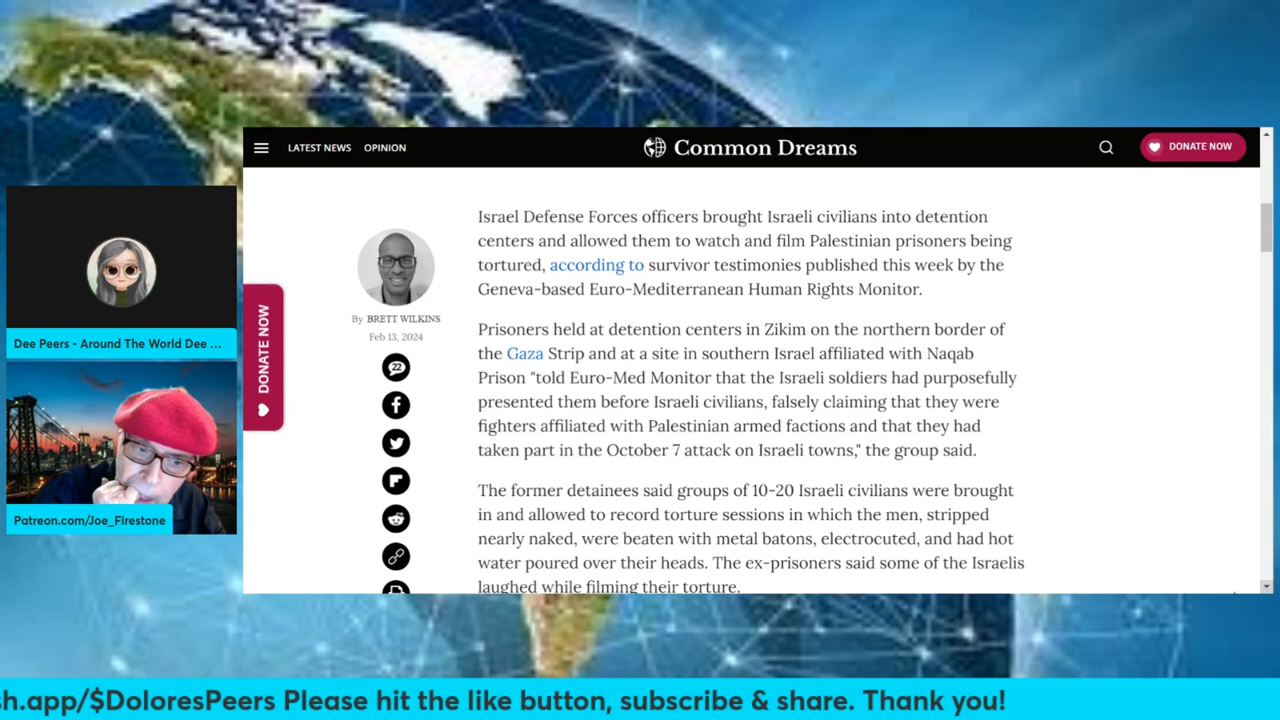 LATEST NEWS
OPINION
Common Dreams
DONATE NOW
DONATE NOW
By BRETT WILKINS
Feb 13, 2024
22
Israel Defense Forces officers brought Israeli civilians into detention
centers and allowed them to watch and film Palestinian prisoners being
tortured, according to survivor testimonies published this week by the
Geneva-based Euro-Mediterranean Human Rights Monitor.
Prisoners held at detention centers in Zikim on the northern border of
the Gaza Strip and at a site in southern Israel affiliated with Naqab
Prison "told Euro-Med Monitor that the Israeli soldiers had purposefully
presented them before Israeli civilians, falsely claiming that they were
fighters affiliated with Palestinian armed factions and that they had
taken part in the October 7 attack on Israeli towns," the group said.
The former detainees said groups of 10-20 Israeli civilians were brought
in and allowed to record torture sessions in which the men, stripped
nearly naked, were beaten with metal batons, electrocuted, and had hot
water poured over their heads. The ex-prisoners said some of the Israelis
laughed while filming their torture.
Dee Peers - Around The World Dee ...
Patreon.com/Joe_Firestone
sh.app/$DoloresPeers Please hit the like button, subscribe & share. Thank you!